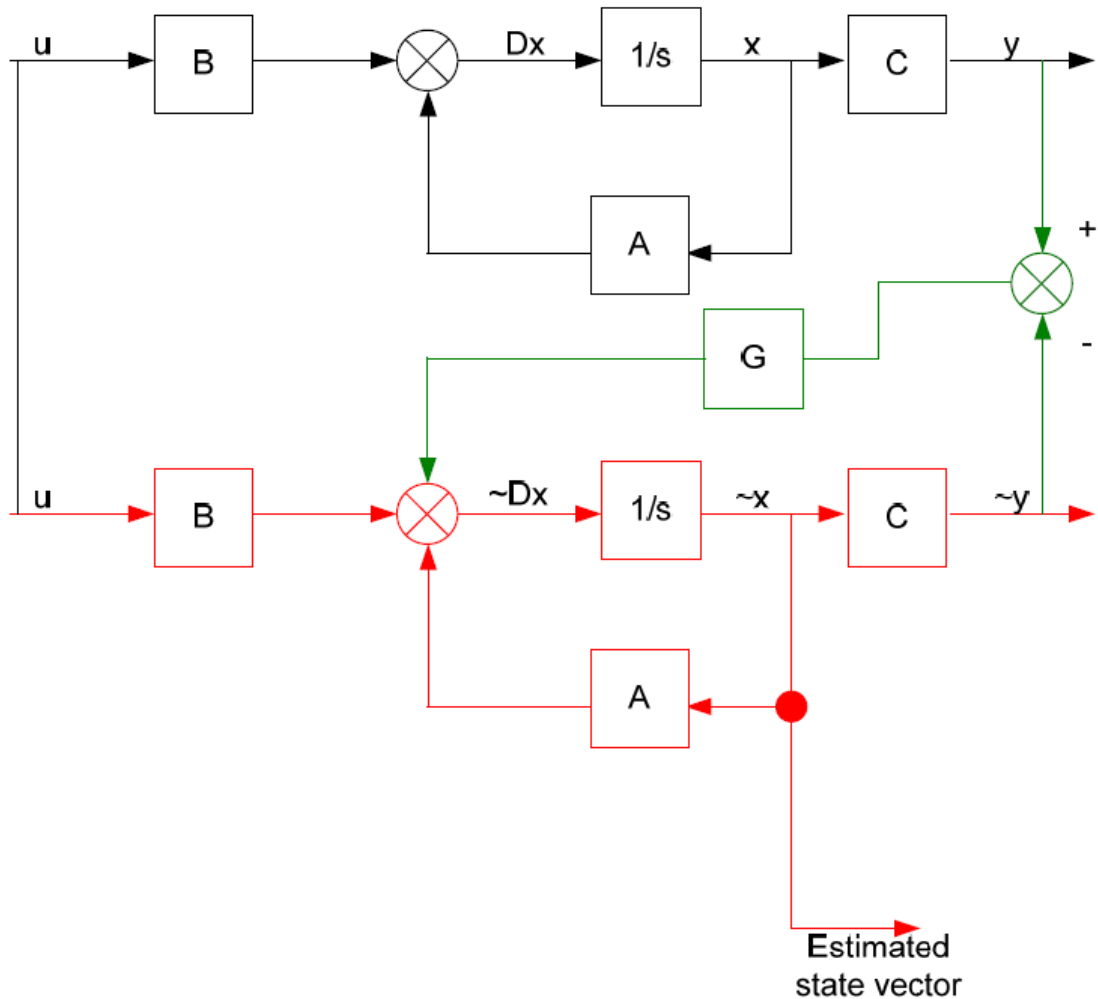 u
B
Dx
1/s
x
C
y
A
+
G
-
u
B
~Dx
1/s
~x
C
~y
A
Estimated
state vector